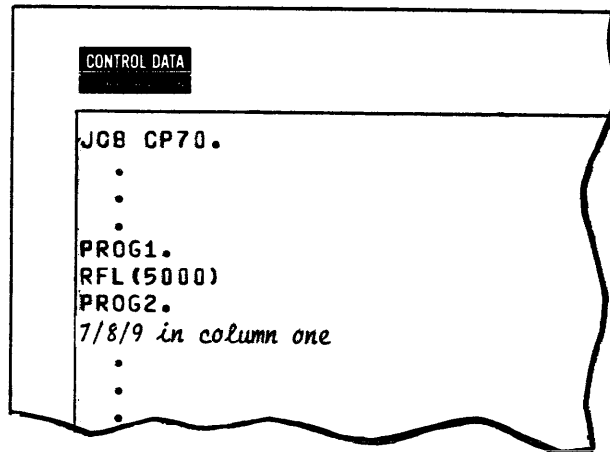 CONTROL DATA
JOB CP70.
.
.
.
PROG1.
RFL(5000)
PROG2.
7/8/9 in column one
.
.
.